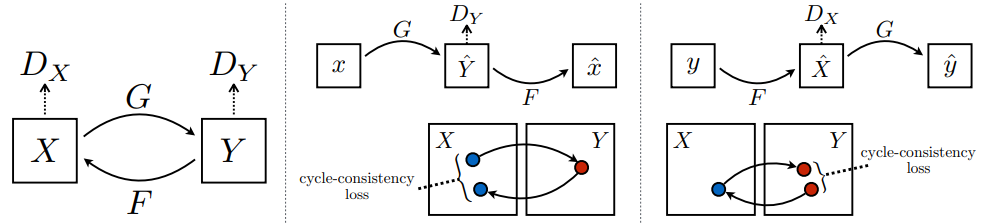 D_X
D_Y
G
X
Y
F
D_Y
G
x
Ŷ
x̂
F
X
Y
cycle-consistency
loss
D_X
G
y
X̂
ŷ
F
X
Y
cycle-consistency
loss